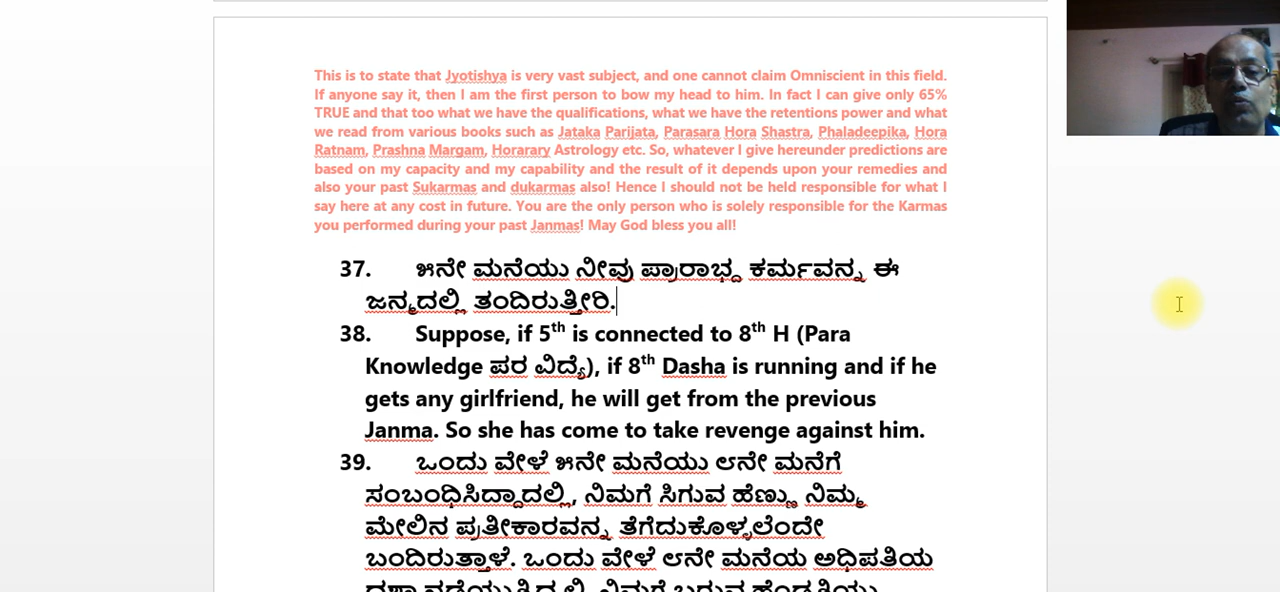 This is to state that Jyotishya is very vast subject, and one cannot claim Omniscient in this field.
If anyone say it, then I am the first person to bow my head to him. In fact I can give only 65%
TRUE and that too what we have the qualifications, what we have the retentions power and what
we read from various books such as Jataka Parijata, Parasara Hora Shastra, Phaladeepika, Hora
Ratnam, Prashna Margam, Horarary Astrology etc. So, whatever I give hereunder predictions are
based on my capacity and my capability and the result of it depends upon your remedies and
also your past Sukarmas and dukarmas also! Hence I should not be held responsible for what I
say here at any cost in future. You are the only person who is solely responsible for the Karmas
you performed during your past Janmas! May God bless you all!
37. ೫ನೇ ಮನೆಯು ನೀವು ಪ್ರಾರಾಭ್ದ ಕರ್ಮವನ್ನ ಈ
ಜನ್ಮದಲ್ಲಿ ತಂದಿರುತ್ತೀರಿ.
38. Suppose, if 5th is connected to 8th H (Para
Knowledge ಪರ ವಿದ್ಯೆ), if 8th Dasha is running and if he
gets any girlfriend, he will get from the previous
Janma. So she has come to take revenge against him.
39. ಒಂದು ವೇಳೆ ೫ನೇ ಮನೆಯು ೮ನೇ ಮನೆಗೆ
ಸಂಬಂಧಿಸಿದ್ದಾದಲ್ಲಿ, ನಿಮಗೆ ಸಿಗುವ ಹೆಣ್ಣು ನಿಮ್ಮ
ಮೇಲಿನ ಪ್ರತೀಕಾರವನ್ನ ತೆಗೆದುಕೊಳ್ಳಲೆಂದೇ
ಬಂದಿರುತ್ತಾಳೆ. ಒಂದು ವೇಳೆ ೮ನೇ ಮನೆಯ ಅಧಿಪತಿಯ